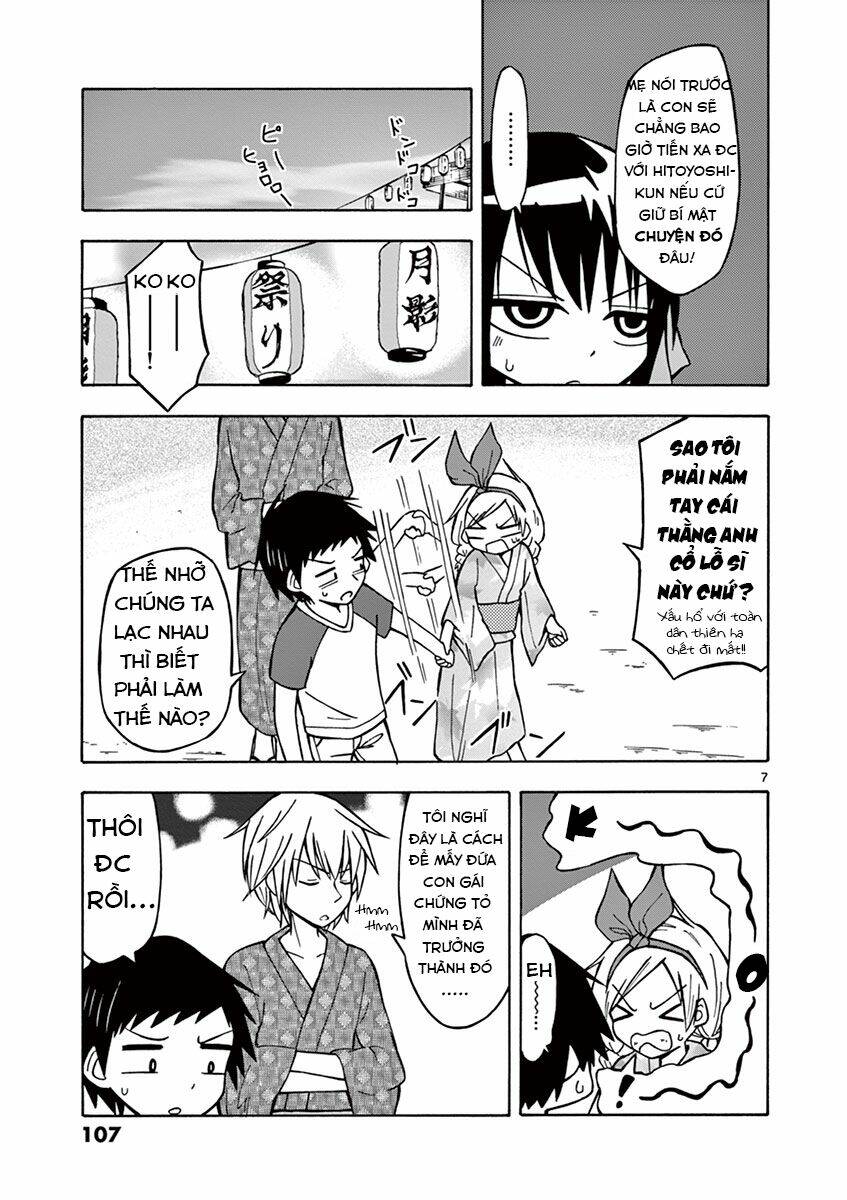 MẸ NÓI TRƯỚC
LÀ CON SẼ
CHẲNG BAO
GIỜ TIẾN XA ĐC
VỚI HITOYOSHI-
KUN NẾU CỨ
GIỮ BÍ MẬT
CHUYỆN ĐÓ
ĐÂU!
.........
ドンドコ
ドンドコ
ピー
ヒョロロー
月影
祭り
KO KO
——!
SAO TÔI
PHẢI NẮM
TAY CÁI
THẰNG ANH
CỔ LỖ SĨ
NÀY CHỨ?
Xấu hổ với toàn
dân thiên hạ
chết đi mất!!
THẾ NHỠ
CHÚNG TA
LẠC NHAU
THÌ BIẾT
PHẢI LÀM
THẾ NÀO?
ブン
ブン
7
O
!
EH
.........
TÔI NGHĨ
ĐÂY LÀ CÁCH
ĐỂ MẤY ĐỨA
CON GÁI
CHỨNG TỎ
MÌNH ĐÃ
TRƯỞNG
THÀNH ĐÓ
.....
Hmm
Hmm
THÔI
ĐC
RỒI...
107